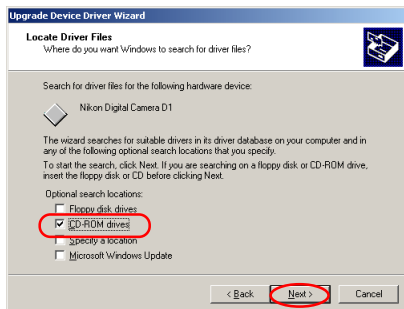 Upgrade Device Driver Wizard
Locate Driver Files
Where do you want Windows to search for driver files?
Search for driver files for the following hardware device:
Nikon Digital Camera D1
The wizard searches for suitable drivers in its driver database on your computer and in
any of the following optional search locations that you specify.
To start the search, click Next. If you are searching on a floppy disk or CD-ROM drive,
insert the floppy disk or CD before clicking Next.
Optional search locations:
Floppy disk drives
CD-ROM drives
Specify a location
Microsoft Windows Update
< Back Next > Cancel